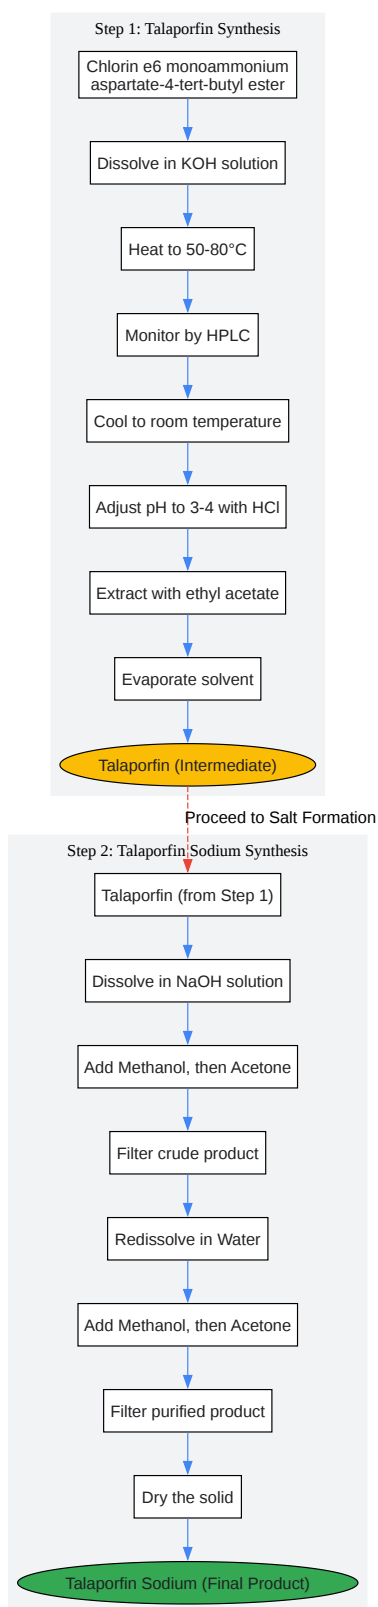 Step 1: Talaporfin Synthesis
Chlorin e6 monoammonium
aspartate-4-tert-butyl ester
Dissolve in KOH solution
Heat to 50-80°C
Monitor by HPLC
Cool to room temperature
Adjust pH to 3-4 with HCl
Extract with ethyl acetate
Evaporate solvent
Talaporfin (Intermediate)
Proceed to Salt Formation
Step 2: Talaporfin Sodium Synthesis
Talaporfin (from Step 1)
Dissolve in NaOH solution
Add Methanol, then Acetone
Filter crude product
Redissolve in Water
Add Methanol, then Acetone
Filter purified product
Dry the solid
Talaporfin Sodium (Final Product)